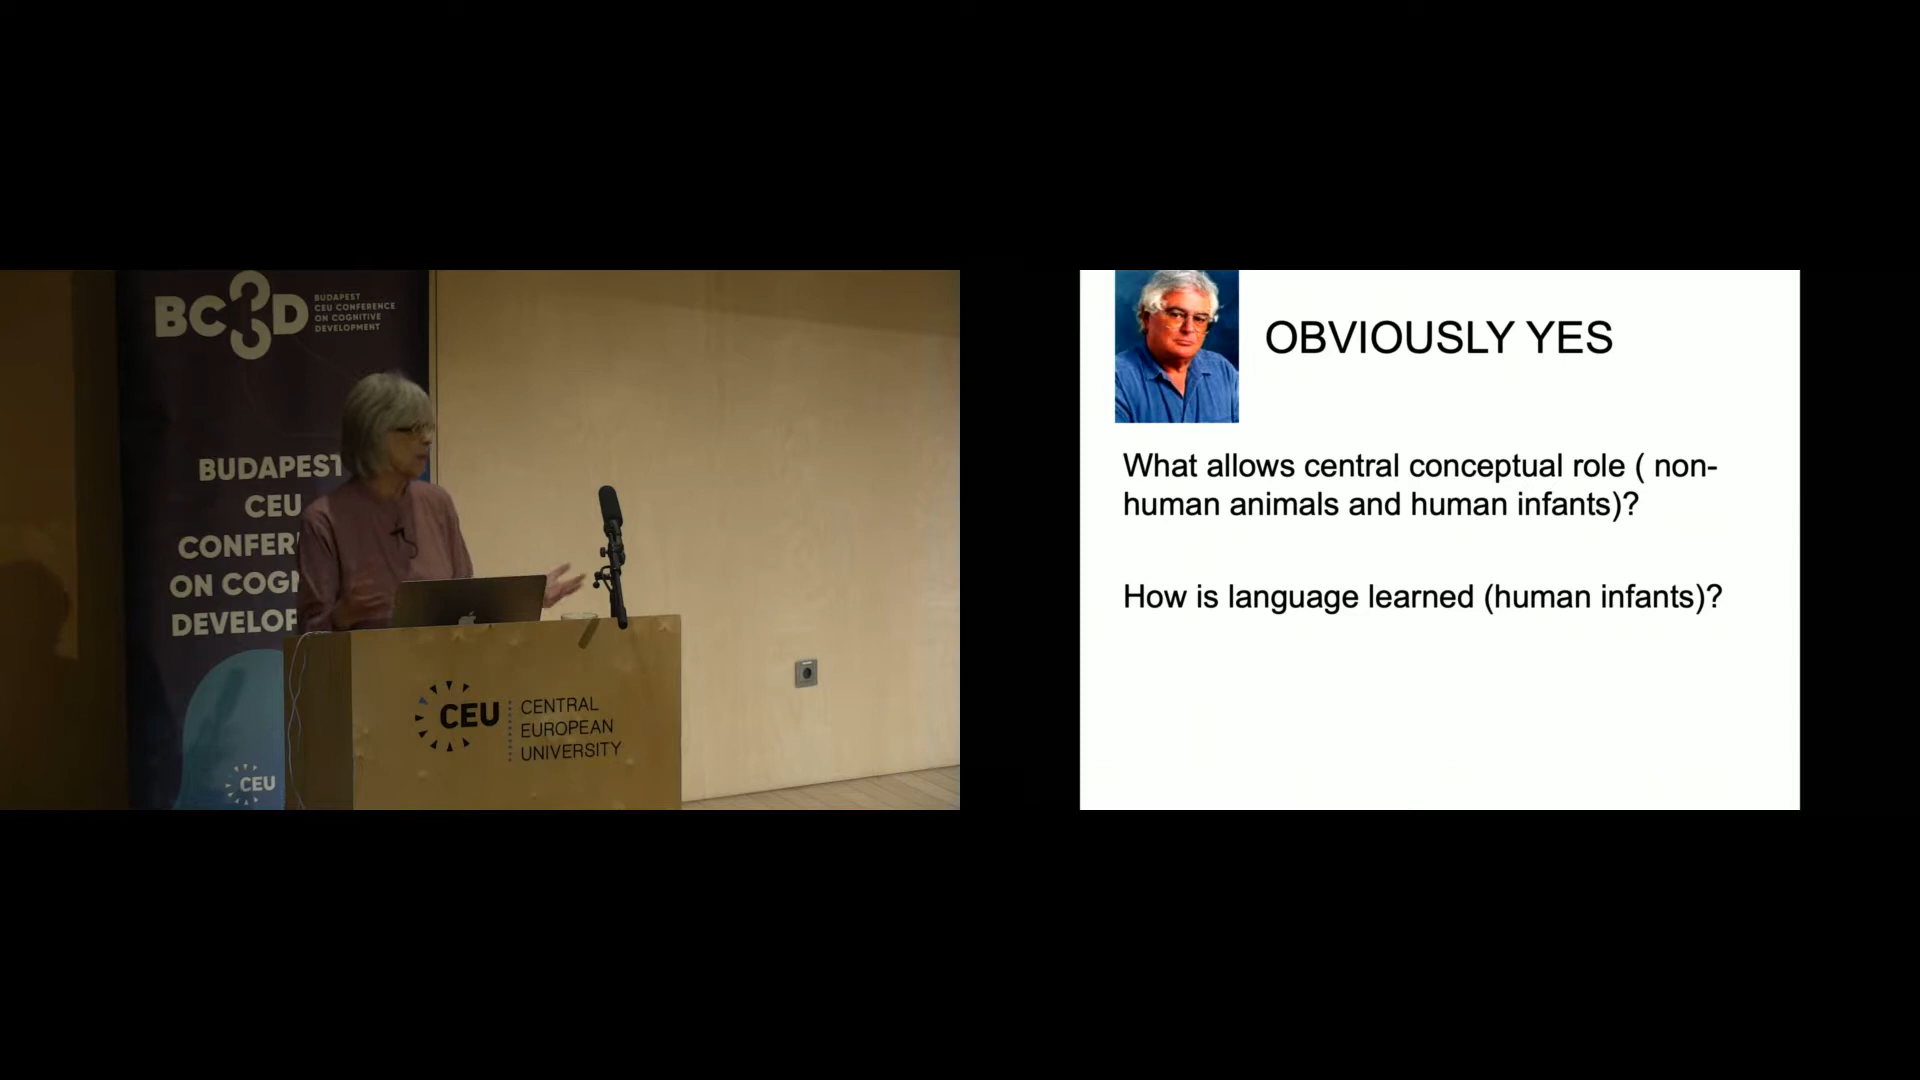 BC3D
BUDAPEST
CEU CONFERENCE
ON COGNITIVE
DEVELOPMENT
BUDAPEST
CEU
CONFER
ON COGN
DEVELOP
CEU
CEU
CENTRAL
EUROPEAN
UNIVERSITY
OBVIOUSLY YES
What allows central conceptual role ( non-
human animals and human infants)?
How is language learned (human infants)?